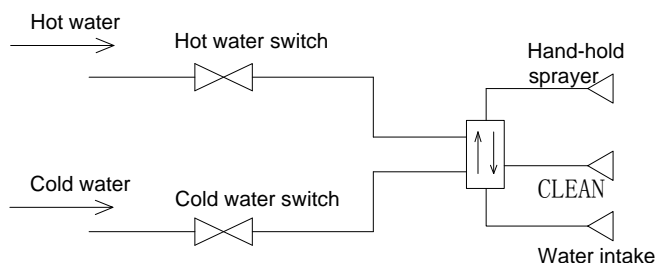 Hot water
Hot water switch
Hand-hold
sprayer
Cold water
Cold water switch
CLEAN
Water intake